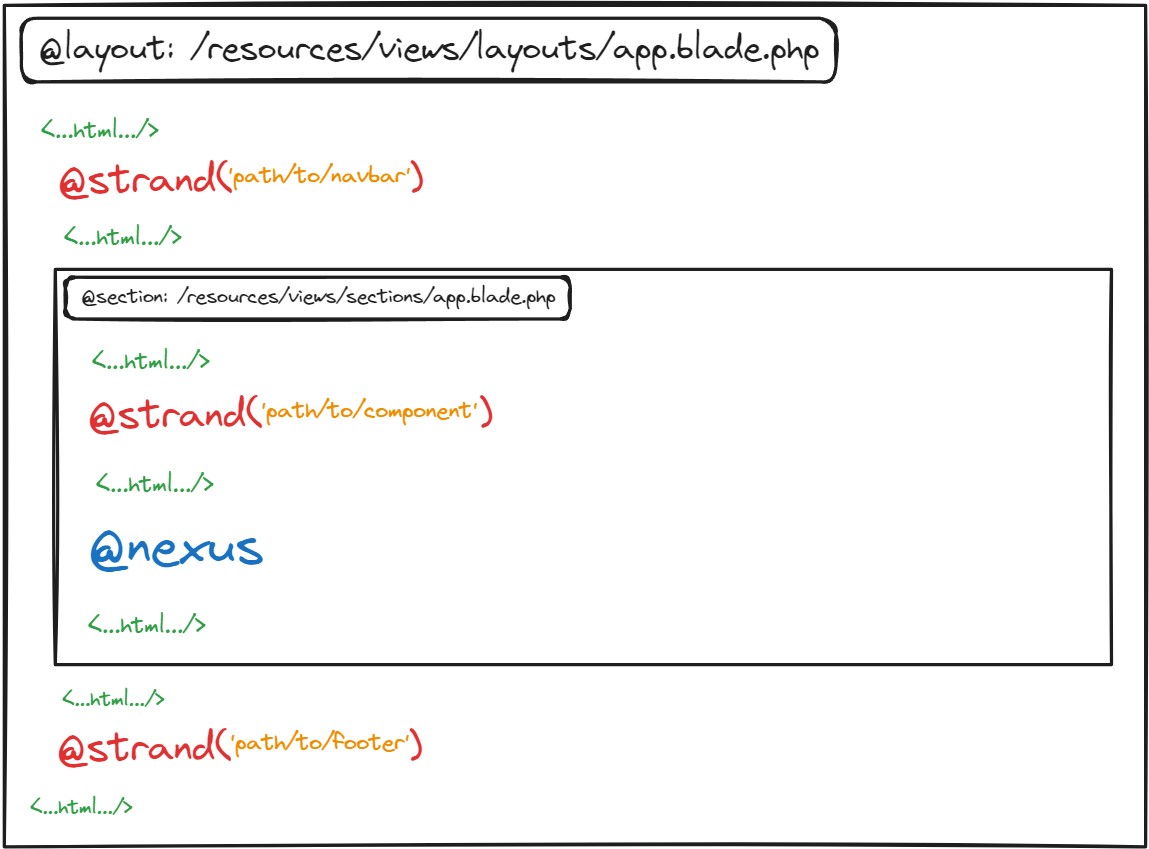 @layout: /resources/views/layouts/app.blade.php
<...html.../>
@strand('path/to/navbar')
<...html.../>
@section: /resources/views/sections/app.blade.php
<...html.../>
@strand('path/to/component')
<...html.../>
@nexus
<...html.../>
<...html.../>
@strand('path/to/footer')
<...html.../>